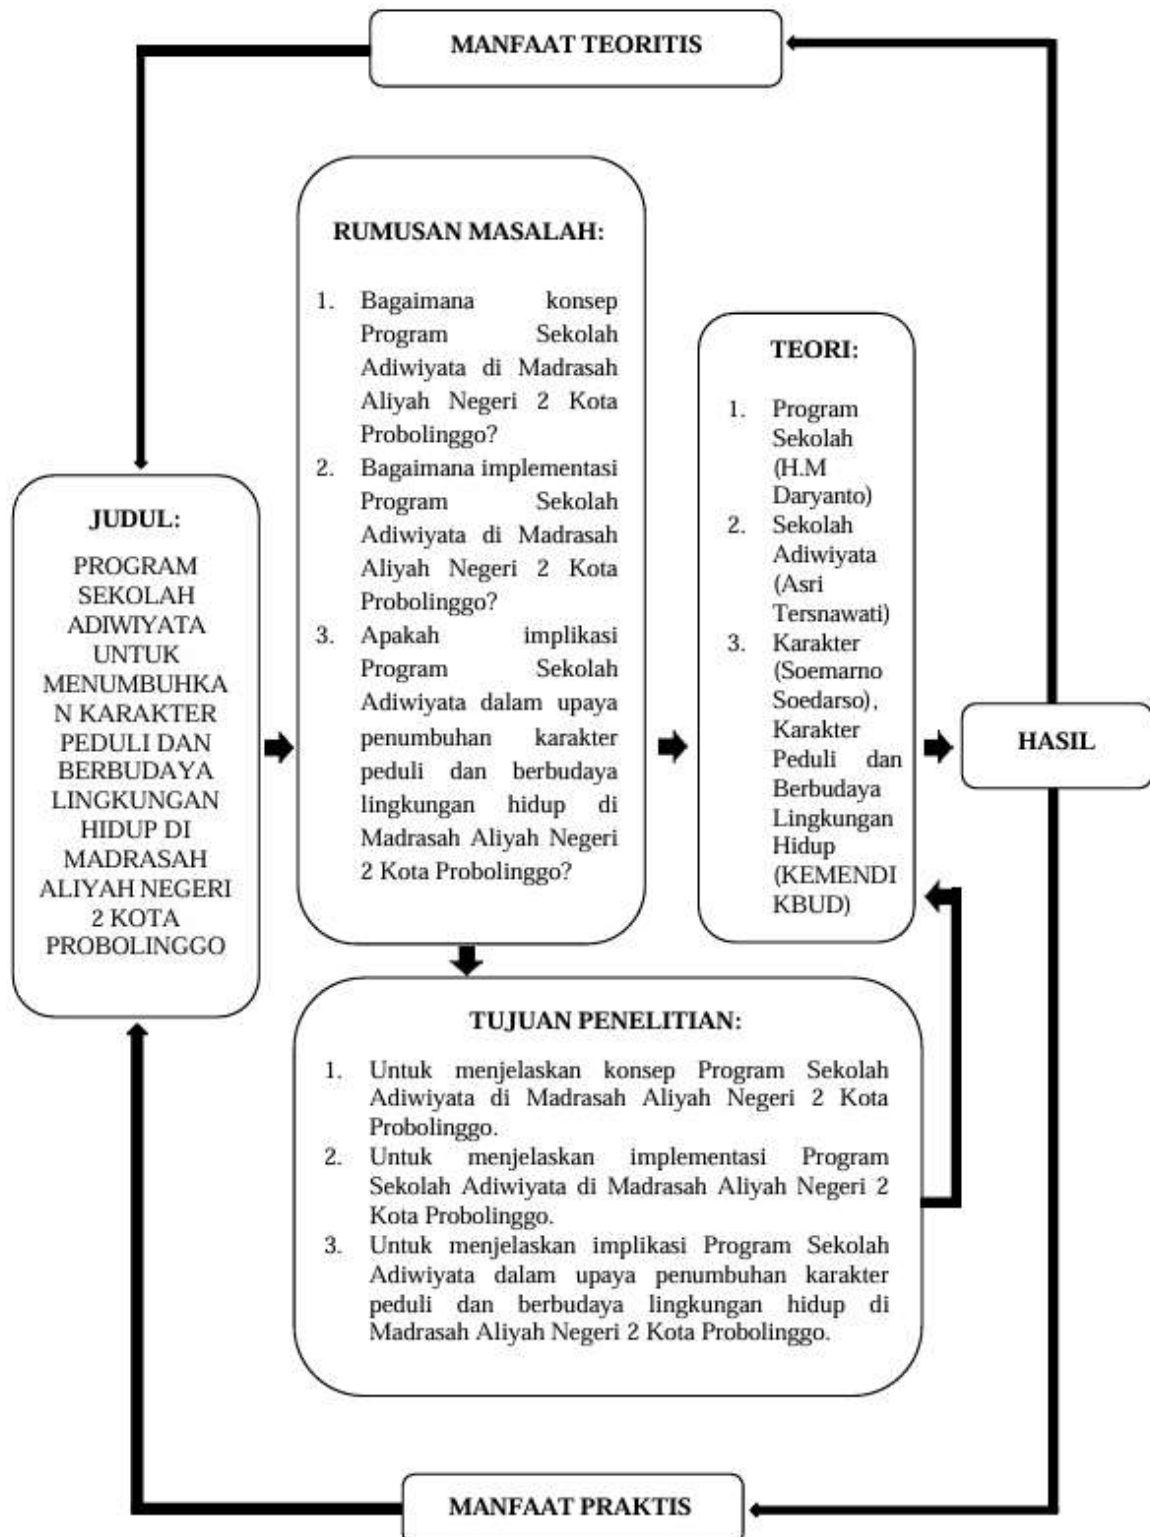 MANFAAT TEORITIS
RUMUSAN MASALAH:
1. Bagaimana konsep
Program Sekolah
Adiwiyata di Madrasah
Aliyah Negeri 2 Kota
Probolinggo?
2. Bagaimana implementasi
Program Sekolah
Adiwiyata di Madrasah
Aliyah Negeri 2 Kota
Probolinggo?
3. Apakah implikasi
Program Sekolah
Adiwiyata dalam upaya
penumbuhan karakter
peduli dan berbudaya
lingkungan hidup di
Madrasah Aliyah Negeri
2 Kota Probolinggo?
TEORI:
1. Program
Sekolah
(H.M
Daryanto)
2. Sekolah
Adiwiyata
(Asri
Tersnawati)
3. Karakter
(Soemarno
Soedarso),
Karakter
Peduli dan
Berbudaya
Lingkungan
Hidup
(KEMENDI
KBUD)
JUDUL:
PROGRAM
SEKOLAH
ADIWIYATA
UNTUK
MENUMBUHKA
N KARAKTER
PEDULI DAN
BERBUDAYA
LINGKUNGAN
HIDUP DI
MADRASAH
ALIYAH NEGERI
2 KOTA
PROBOLINGGO
HASIL
TUJUAN PENELITIAN:
1. Untuk menjelaskan konsep Program Sekolah
Adiwiyata di Madrasah Aliyah Negeri 2 Kota
Probolinggo.
2. Untuk menjelaskan implementasi Program
Sekolah Adiwiyata di Madrasah Aliyah Negeri 2
Kota Probolinggo.
3. Untuk menjelaskan implikasi Program Sekolah
Adiwiyata dalam upaya penumbuhan karakter
peduli dan berbudaya lingkungan hidup di
Madrasah Aliyah Negeri 2 Kota Probolinggo.
MANFAAT PRAKTIS